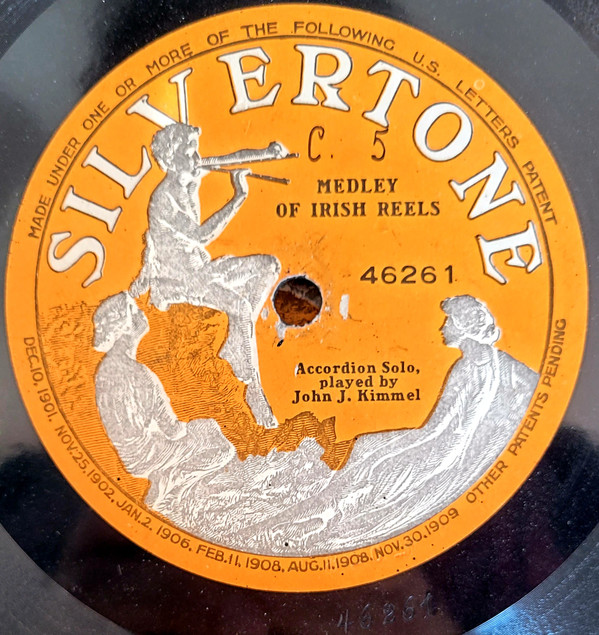 MADE UNDER ONE OR MORE OF THE FOLLOWING U.S. LETTERS PATENT
SILVERTONE
C. 5
MEDLEY
OF IRISH REELS
46261
Accordion Solo,
played by
John J. Kimmel
DEC.10, 1901. NOV.25,1902. JAN.2. 1906. FEB.11, 1908. AUG.11,1908. NOV.30.1909 OTHER PATENTS PENDING